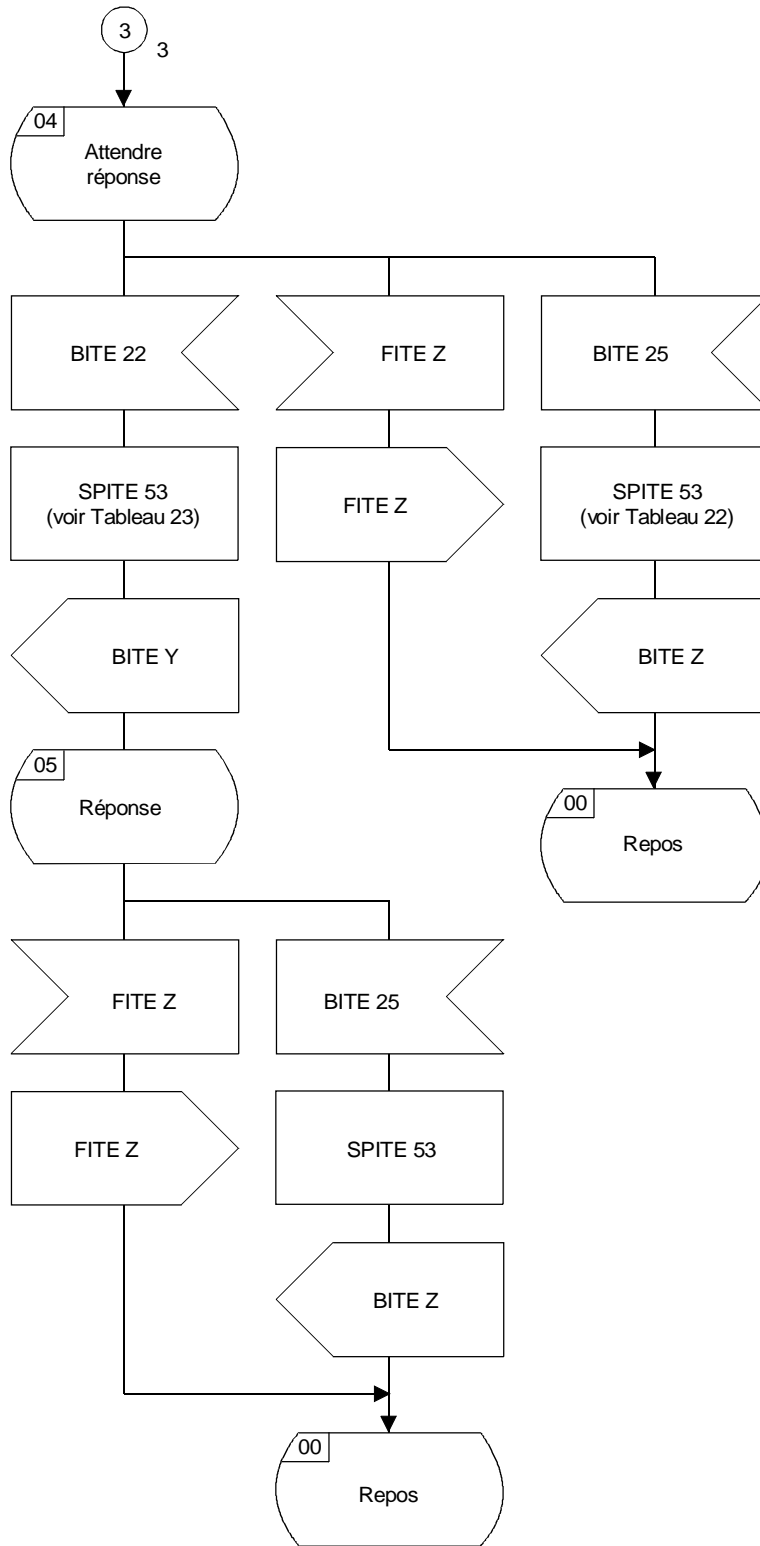 3
3
04
Attendre
réponse
BITE 22
FITE Z
BITE 25
SPITE 53
(voir Tableau 23)
FITE Z
SPITE 53
(voir Tableau 22)
BITE Y
BITE Z
05
Réponse
00
Repos
FITE Z
BITE 25
FITE Z
SPITE 53
BITE Z
00
Repos